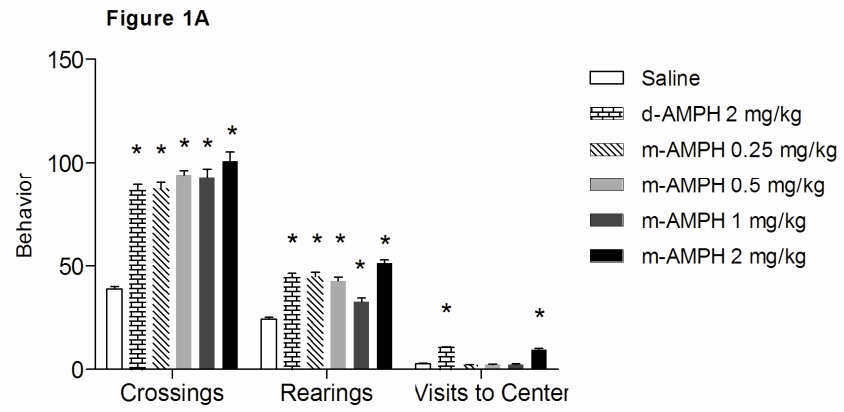 Figure 1A
150
100
50
0
Behavior
* * * * *
* * * * *
* *
Crossings
Rearings
Visits to Center
Saline
d-AMPH 2 mg/kg
m-AMPH 0.25 mg/kg
m-AMPH 0.5 mg/kg
m-AMPH 1 mg/kg
m-AMPH 2 mg/kg